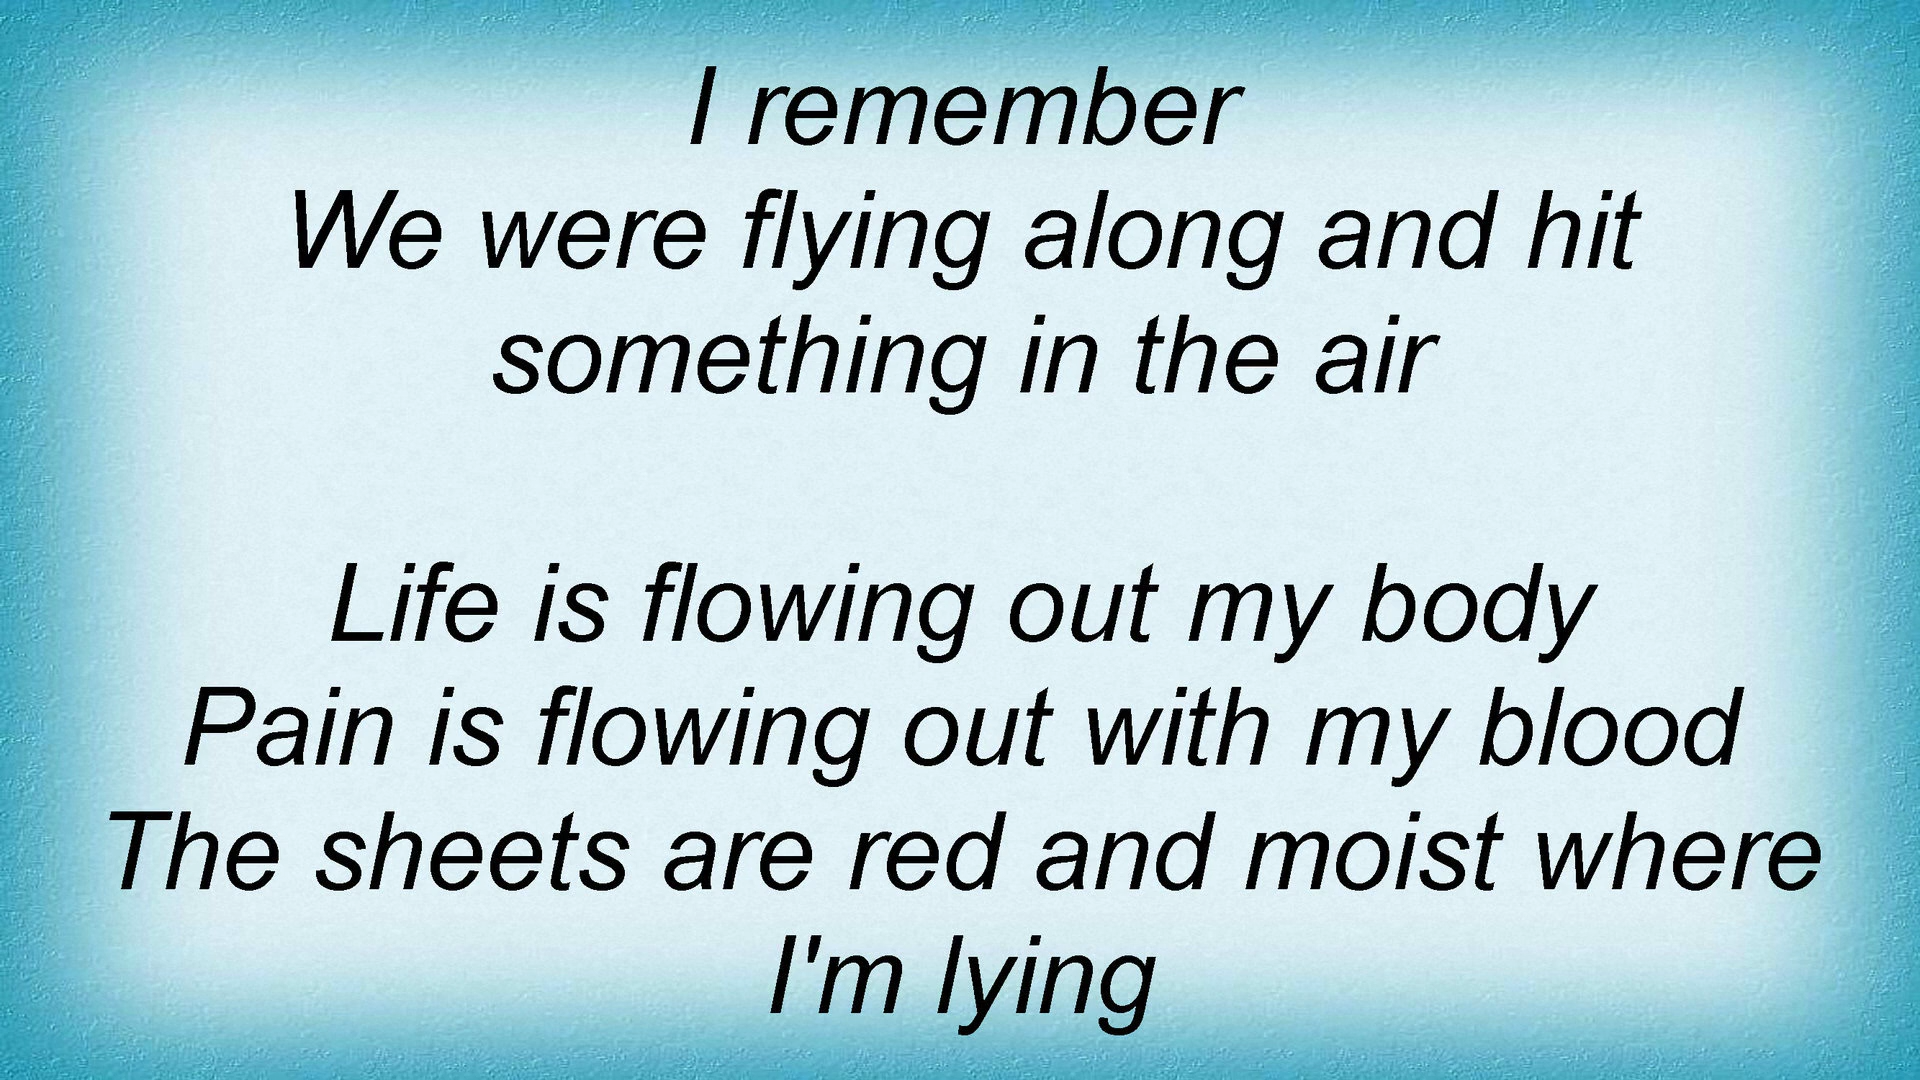 I remember
We were flying along and hit
something in the air
Life is flowing out my body
Pain is flowing out with my blood
The sheets are red and moist where
I'm lying